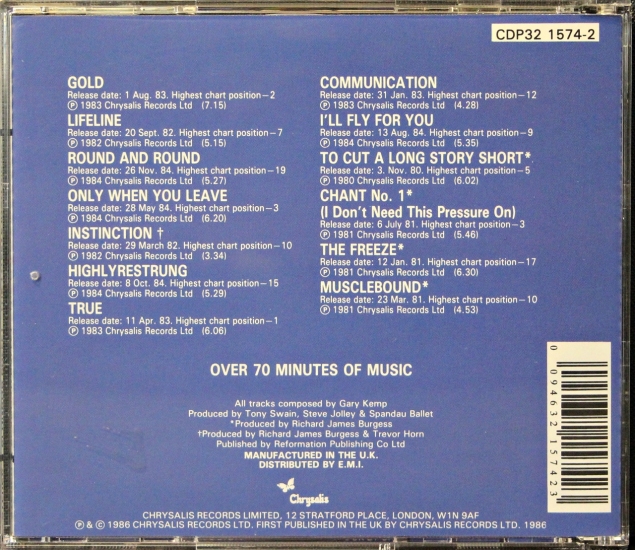 CDP32 1574-2
GOLD
Release date: 1 Aug. 83. Highest chart position–2
Ⓟ 1983 Chrysalis Records Ltd (7.15)
LIFELINE
Release date: 20 Sept. 82. Highest chart position–7
Ⓟ 1982 Chrysalis Records Ltd (5.15)
ROUND AND ROUND
Release date: 26 Nov. 84. Highest chart position–19
Ⓟ 1984 Chrysalis Records Ltd (5.27)
ONLY WHEN YOU LEAVE
Release date: 28 May 84. Highest chart position–3
Ⓟ 1984 Chrysalis Records Ltd (6.20)
INSTINCTION †
Release date: 29 March 82. Highest chart position–10
Ⓟ 1982 Chrysalis Records Ltd (3.34)
HIGHLYRESTRUNG
Release date: 8 Oct. 84. Highest chart position–15
Ⓟ 1984 Chrysalis Records Ltd (5.29)
TRUE
Release date: 11 Apr. 83. Highest chart position–1
Ⓟ 1983 Chrysalis Records Ltd (6.06)
COMMUNICATION
Release date: 31 Jan. 83. Highest chart position–12
Ⓟ 1983 Chrysalis Records Ltd (4.28)
I'LL FLY FOR YOU
Release date: 13 Aug. 84. Highest chart position–9
Ⓟ 1984 Chrysalis Records Ltd (5.35)
TO CUT A LONG STORY SHORT*
Release date: 3. Nov. 80. Highest chart position–5
Ⓟ 1980 Chrysalis Records Ltd (6.02)
CHANT No. 1*
(I Don't Need This Pressure On)
Release date: 6 July 81. Highest chart position–3
Ⓟ 1981 Chrysalis Records Ltd (5.46)
THE FREEZE*
Release date: 12 Jan. 81. Highest chart position–17
Ⓟ 1981 Chrysalis Records Ltd (6.30)
MUSCLEBOUND*
Release date: 23 Mar. 81. Highest chart position–10
Ⓟ 1981 Chrysalis Records Ltd (4.53)
OVER 70 MINUTES OF MUSIC
All tracks composed by Gary Kemp
Produced by Tony Swain, Steve Jolley & Spandau Ballet
*Produced by Richard James Burgess
†Produced by Richard James Burgess & Trevor Horn
Published by Reformation Publishing Co Ltd
MANUFACTURED IN THE U.K.
DISTRIBUTED BY E.M.I.
Chrysalis
CHRYSALIS RECORDS LIMITED, 12 STRATFORD PLACE, LONDON, W1N 9AF
Ⓟ & © 1986 CHRYSALIS RECORDS LTD. FIRST PUBLISHED IN THE UK BY CHRYSALIS RECORDS LTD. 1986
0 094632 157423